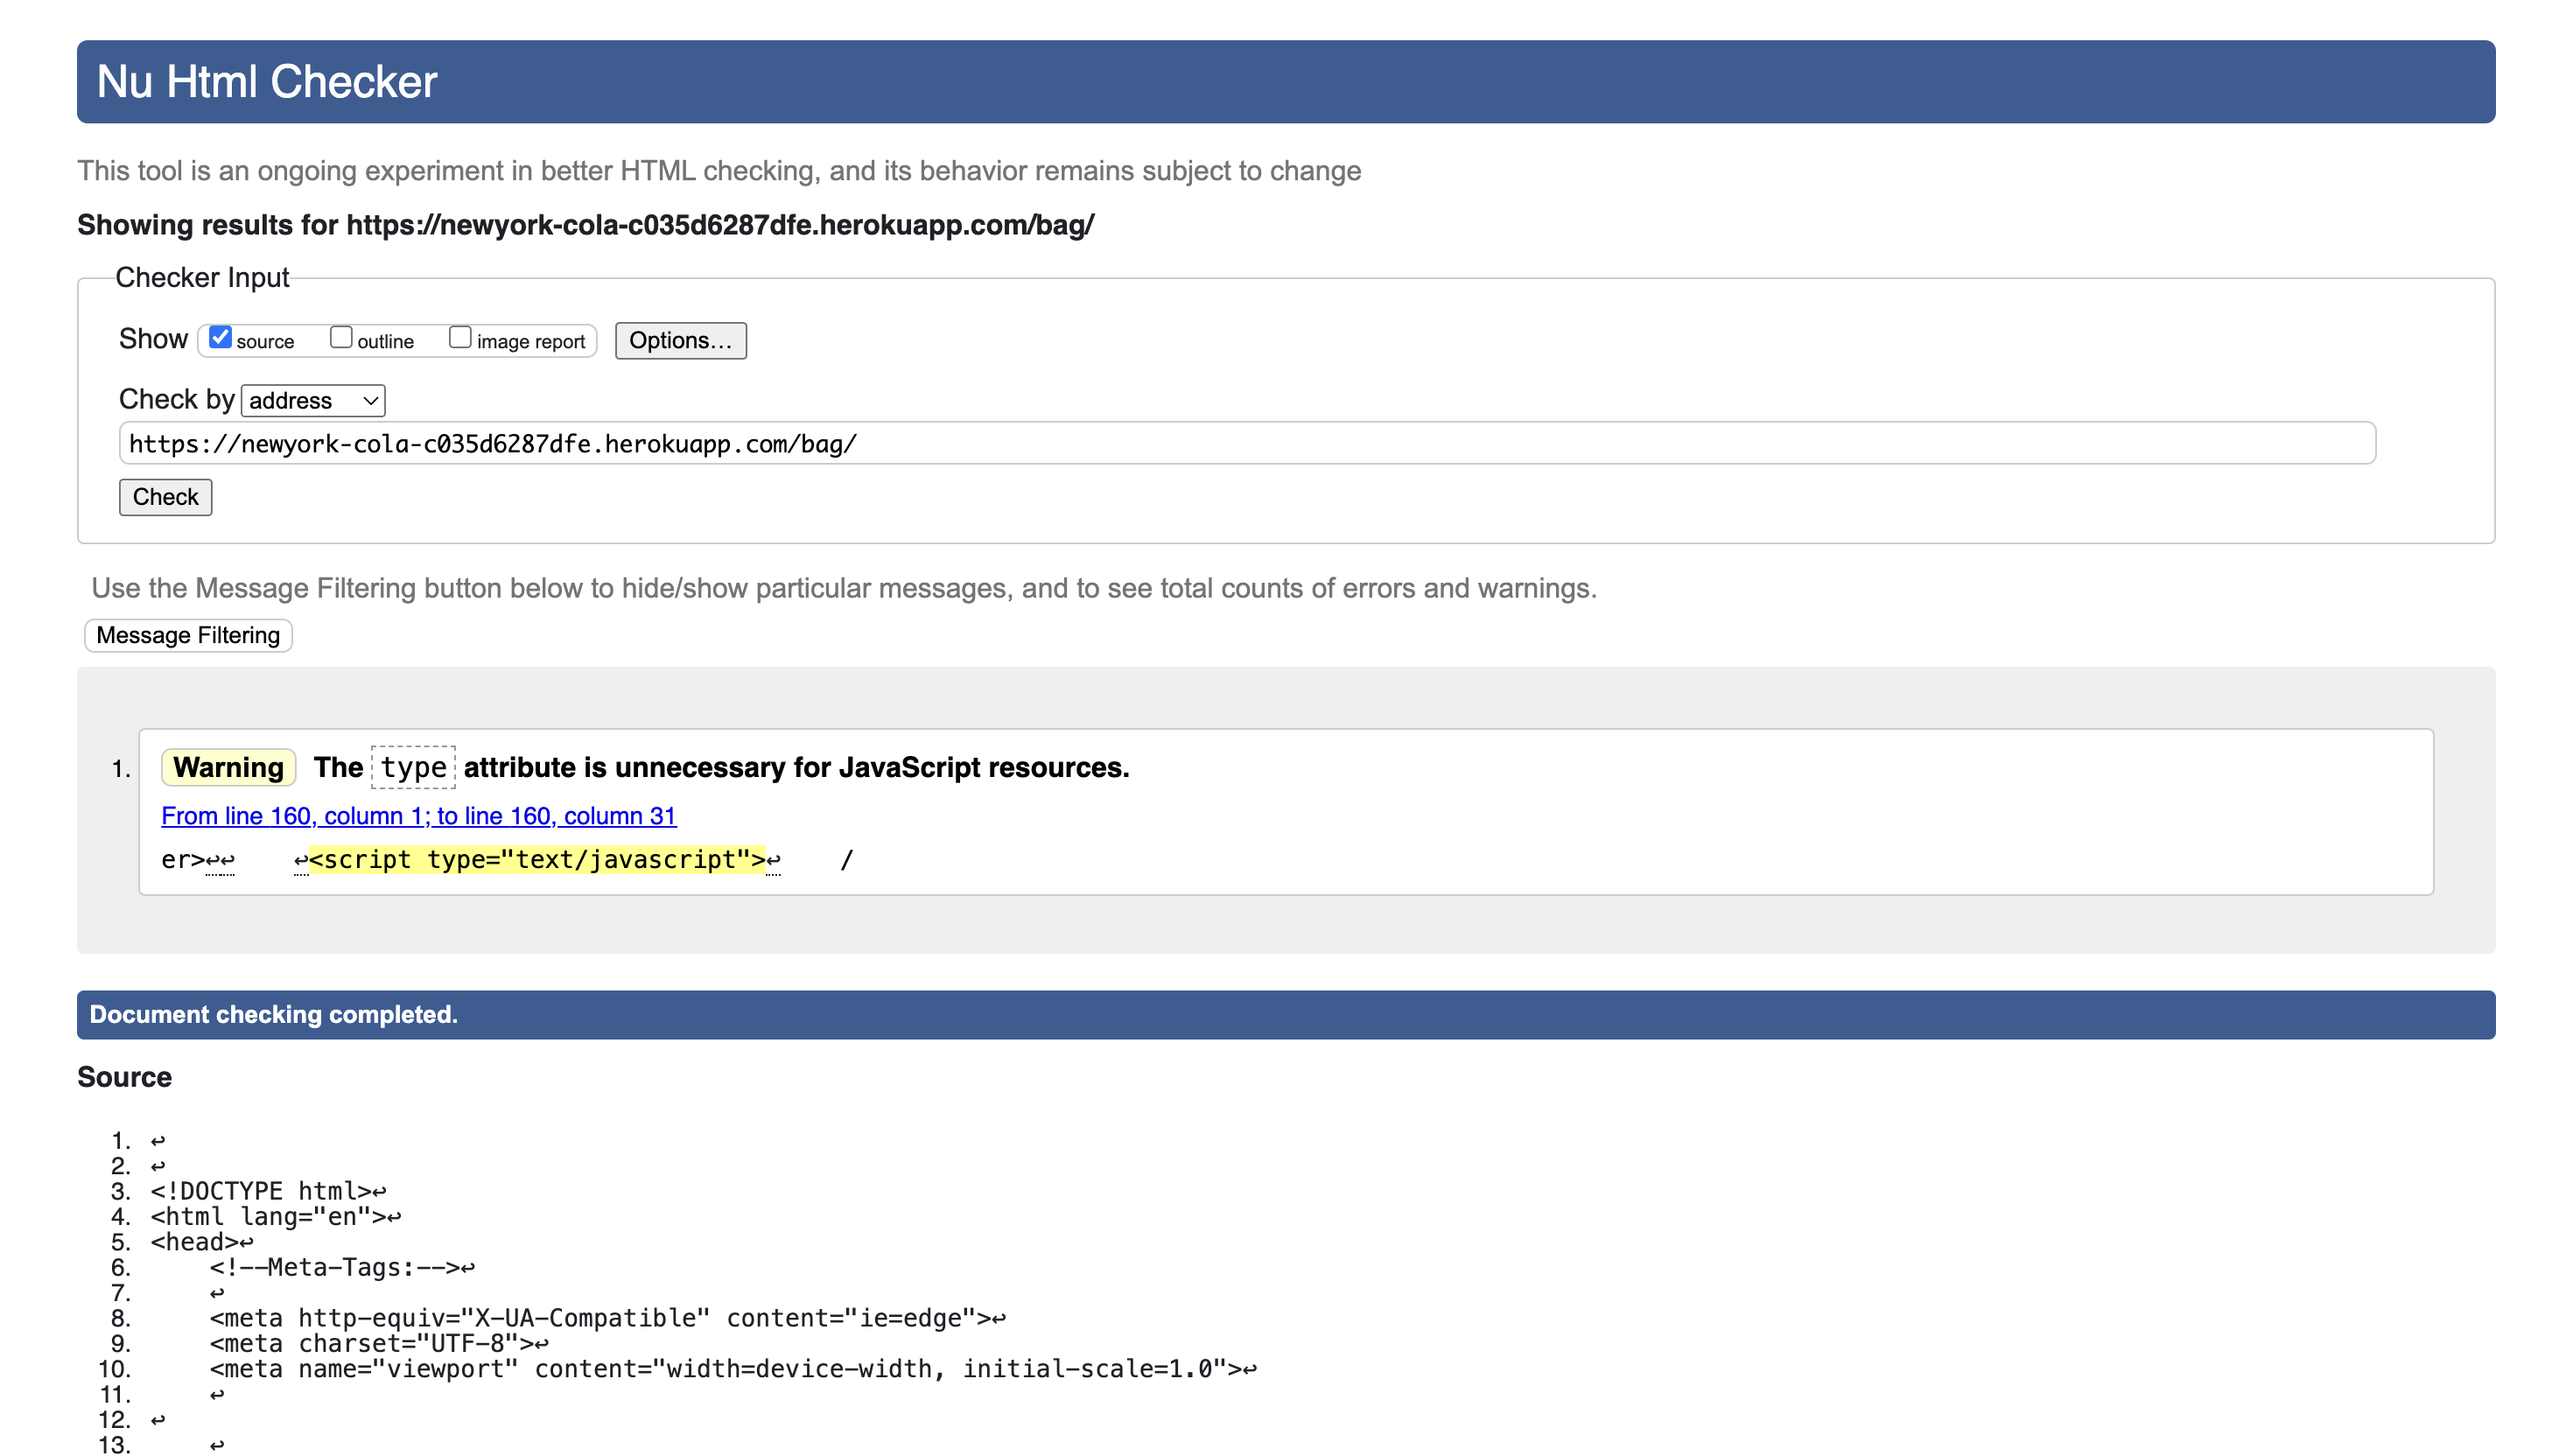 Nu Html Checker
This tool is an ongoing experiment in better HTML checking, and its behavior remains subject to change
Showing results for https://newyork-cola-c035d6287dfe.herokuapp.com/bag/
Checker Input
Show source outline image report Options...
Check by address
https://newyork-cola-c035d6287dfe.herokuapp.com/bag/
Check
Use the Message Filtering button below to hide/show particular messages, and to see total counts of errors and warnings.
Message Filtering
1. Warning The type attribute is unnecessary for JavaScript resources.
From line 160, column 1; to line 160, column 31
er>↩↩    ↩<script type="text/javascript">↩    /
Document checking completed.
Source
1. ↩
2. ↩
3. <!DOCTYPE html>↩
4. <html lang="en">↩
5. <head>↩
6.     <!--Meta-Tags:-->↩
7.     ↩
8.     <meta http-equiv="X-UA-Compatible" content="ie=edge">↩
9.     <meta charset="UTF-8">↩
10.     <meta name="viewport" content="width=device-width, initial-scale=1.0">↩
11.     ↩
12. ↩
13.     ↩